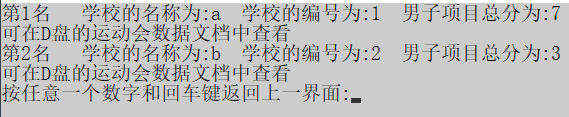 第1名   学校的名称为:a  学校的编号为:1  男子项目总分为:7
可在D盘的运动会数据文档中查看
第2名   学校的名称为:b  学校的编号为:2  男子项目总分为:3
可在D盘的运动会数据文档中查看
按任意一个数字和回车键返回上一界面: